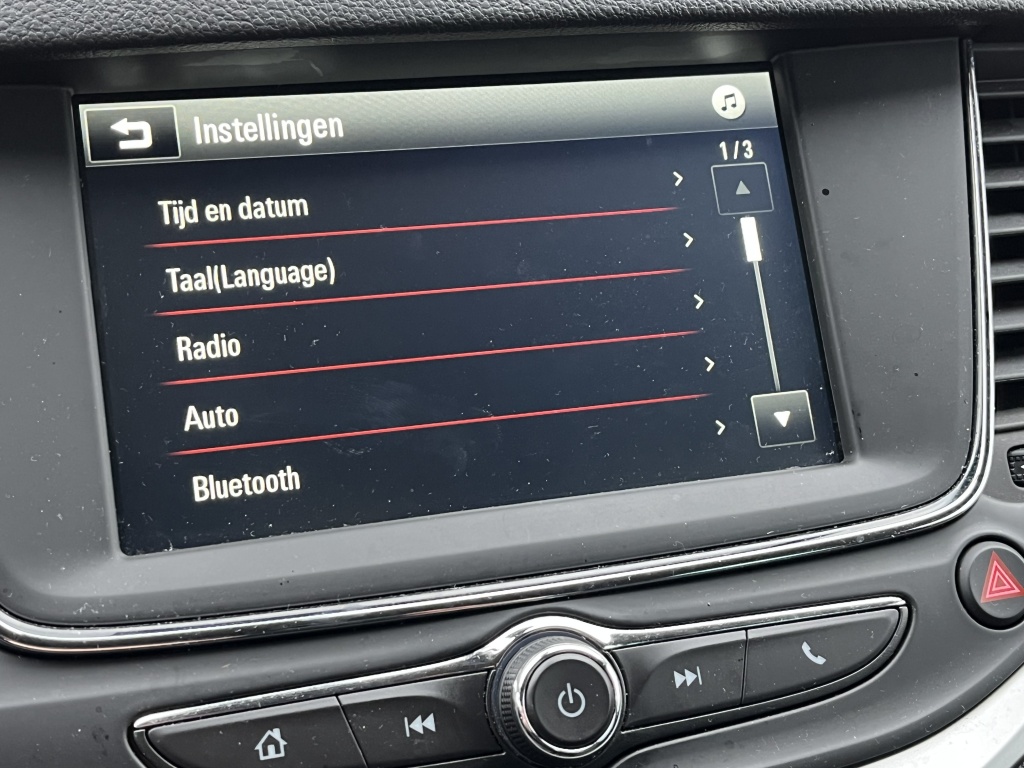 Instellingen
1/3
Tijd en datum
Taal(Language)
Radio
Auto
Bluetooth